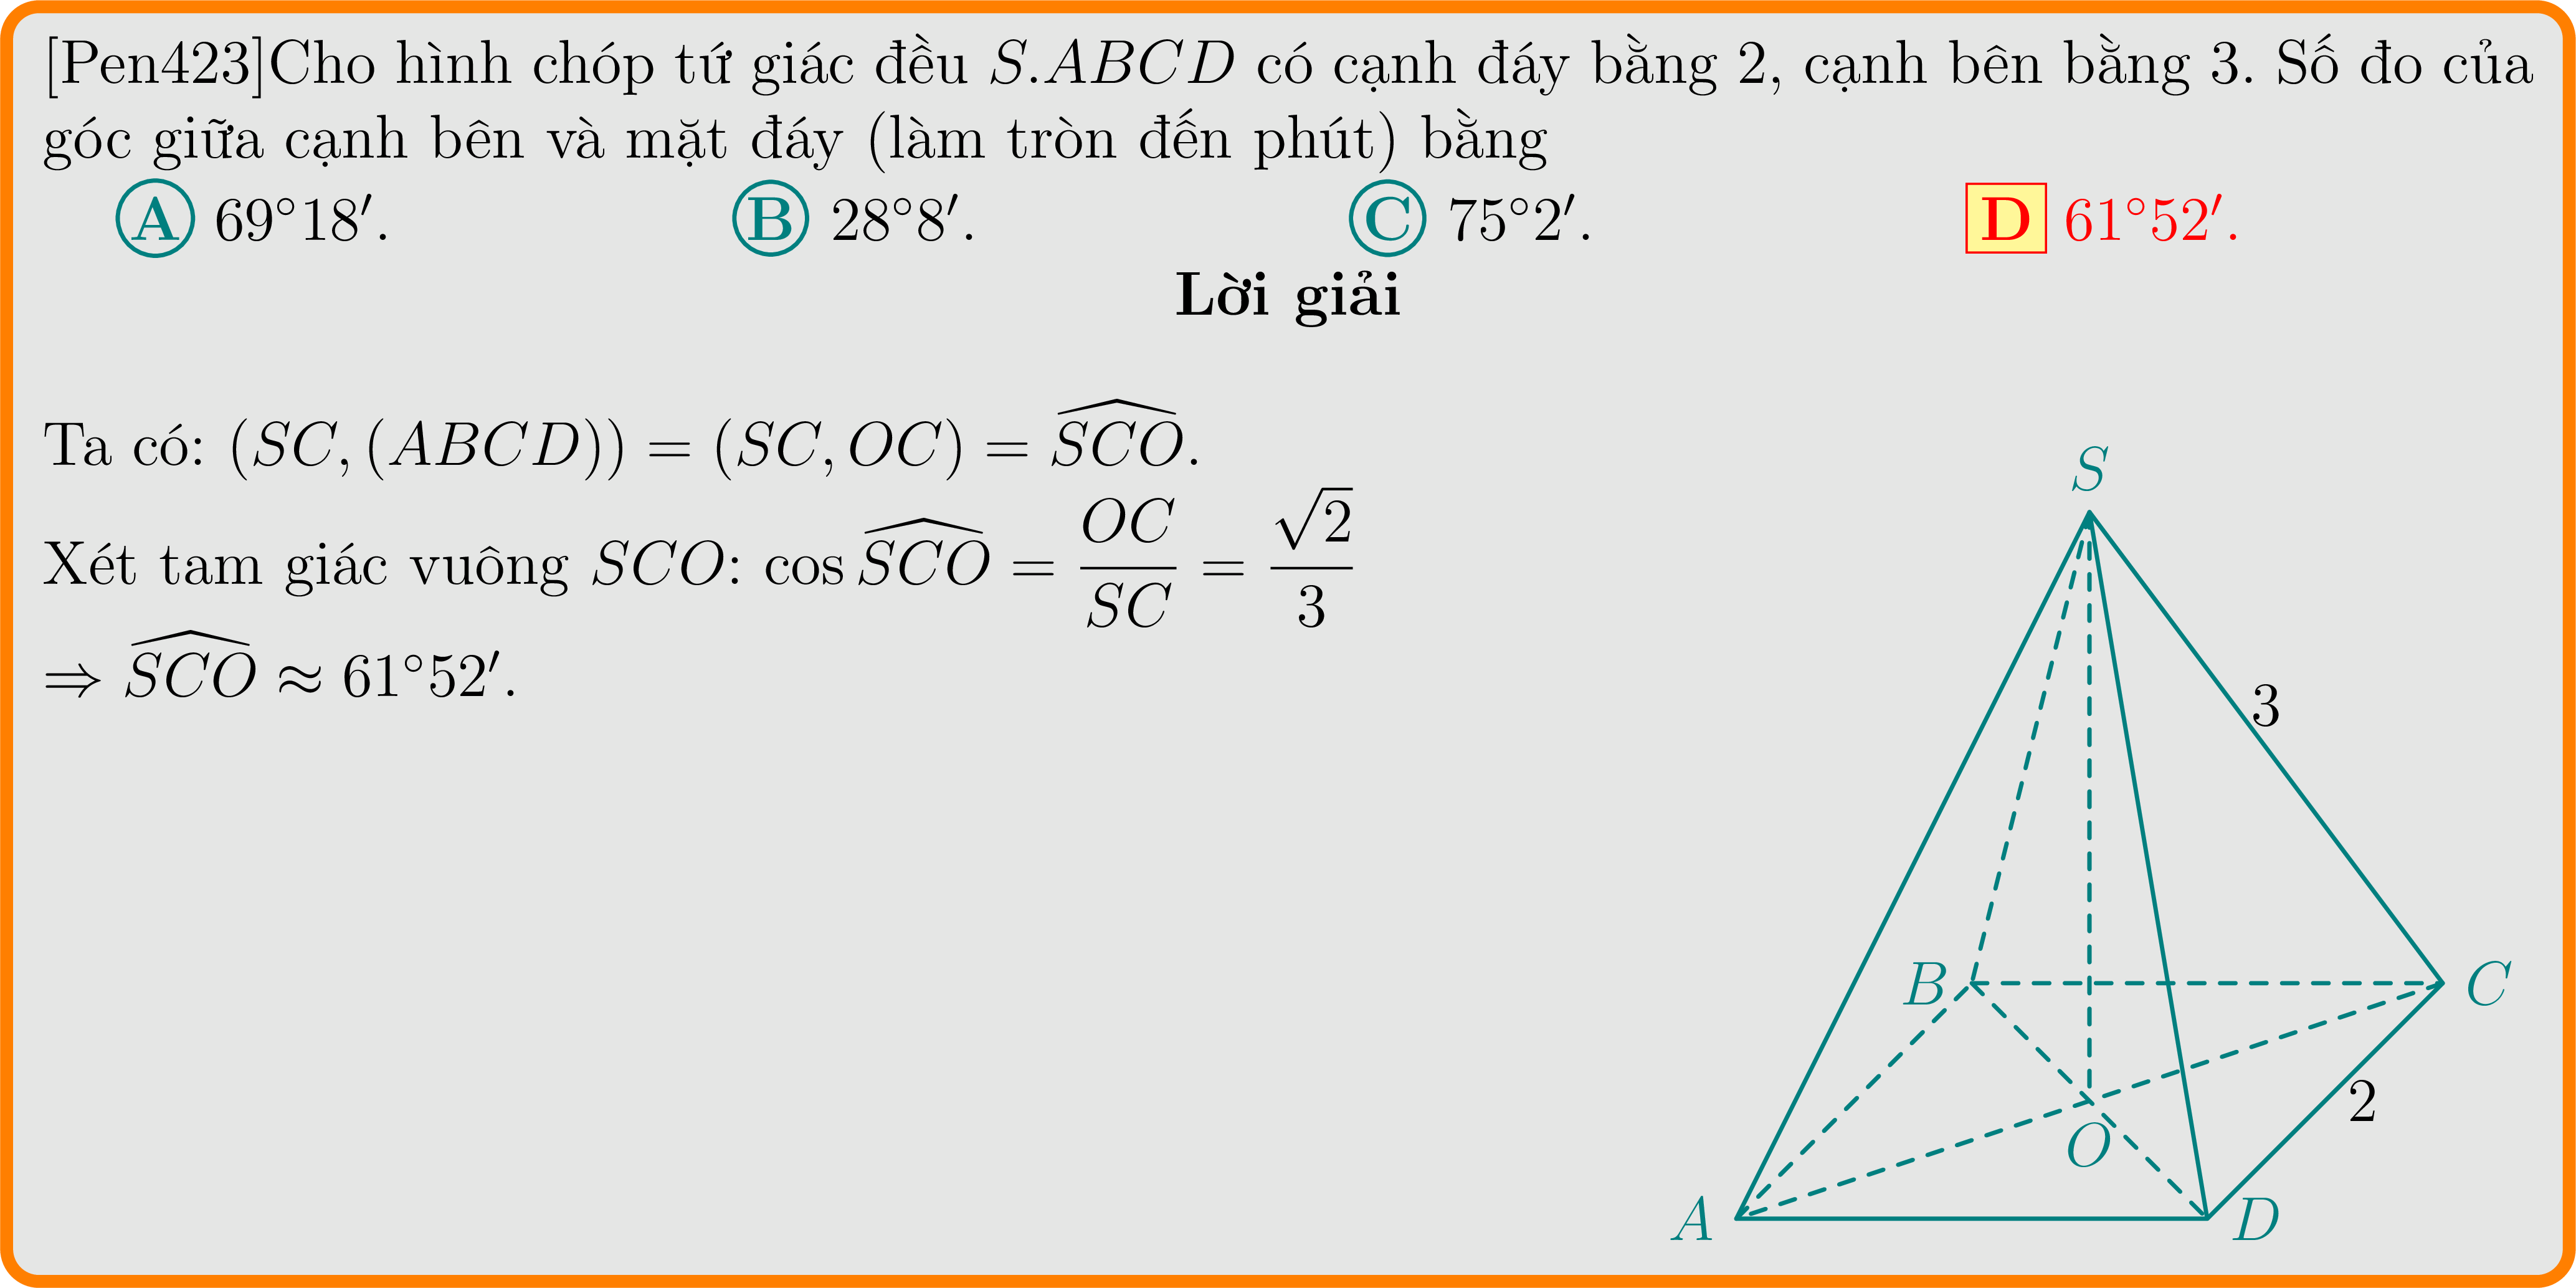 [Pen423]Cho hình chóp tứ giác đều S.ABCD có cạnh đáy bằng 2, cạnh bên bằng 3. Số đo của
góc giữa cạnh bên và mặt đáy (làm tròn đến phút) bằng
A 69°18′. B 28°8′. C 75°2′. D 61°52′.
Lời giải
Ta có: (SC, (ABCD)) = (SC, OC) = \widehat{SCO}.
Xét tam giác vuông SCO: cos \widehat{SCO} = \frac{OC}{SC} = \frac{\sqrt{2}}{3}
⇒ \widehat{SCO} ≈ 61°52′.
S
3
B
C
2
O
A
D